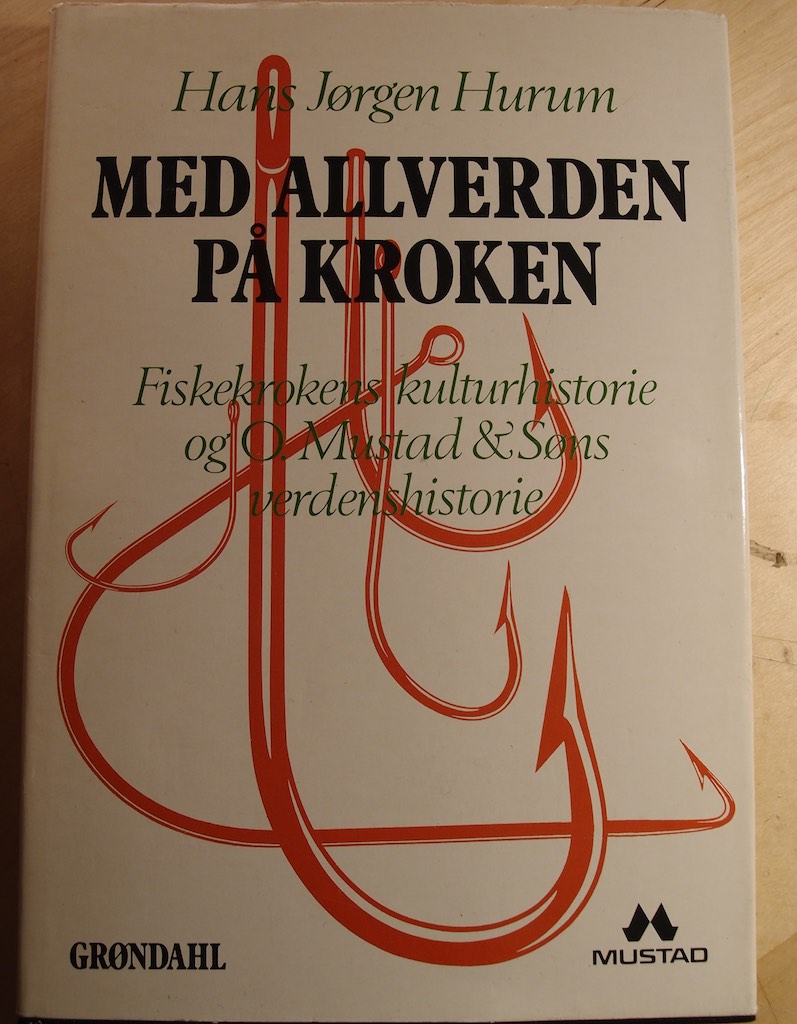 Hans Jørgen Hurum
MED ALLVERDEN
PÅ KROKEN
Fiskekrokens kulturhistorie
og O. Mustad & Søns
verdenshistorie
GRØNDAHL
MUSTAD